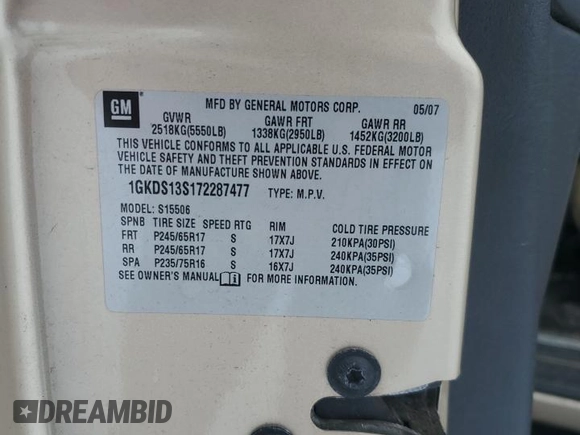 GM
MFD BY GENERAL MOTORS CORP. 05/07
GVWR GAWR FRT GAWR RR
2518KG(5550LB) 1338KG(2950LB) 1452KG(3200LB)
THIS VEHICLE CONFORMS TO ALL APPLICABLE U.S. FEDERAL MOTOR
VEHICLE SAFETY AND THEFT PREVENTION STANDARDS IN EFFECT ON
THE DATE OF MANUFACTURE SHOWN ABOVE.
1GKDS13S172287477 TYPE: M.P.V.
MODEL: S15506
SPNB TIRE SIZE SPEED RTG RIM COLD TIRE PRESSURE
FRT P245/65R17 S 17X7J 210KPA(30PSI)
RR P245/65R17 S 17X7J 240KPA(35PSI)
SPA P235/75R16 S 16X7J 240KPA(35PSI)
SEE OWNER'S MANUAL FOR MORE INFORMATION.
DREAMBID